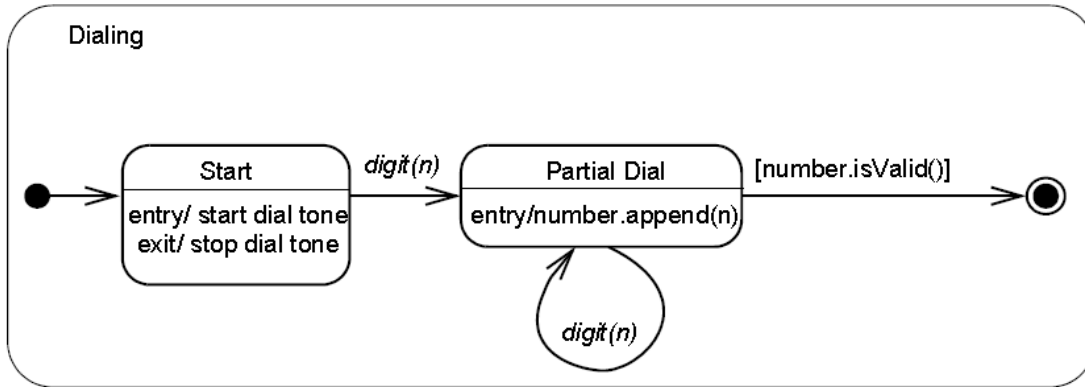 Dialing
Start
entry/ start dial tone
exit/ stop dial tone
digit(n)
Partial Dial
entry/number.append(n)
digit(n)
[number.isValid()]